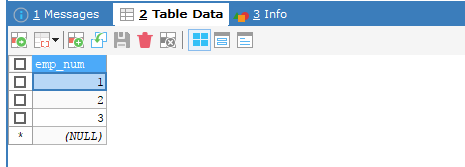 1 Messages 2 Table Data 3 Info
emp_num
1
2
3
* (NULL)